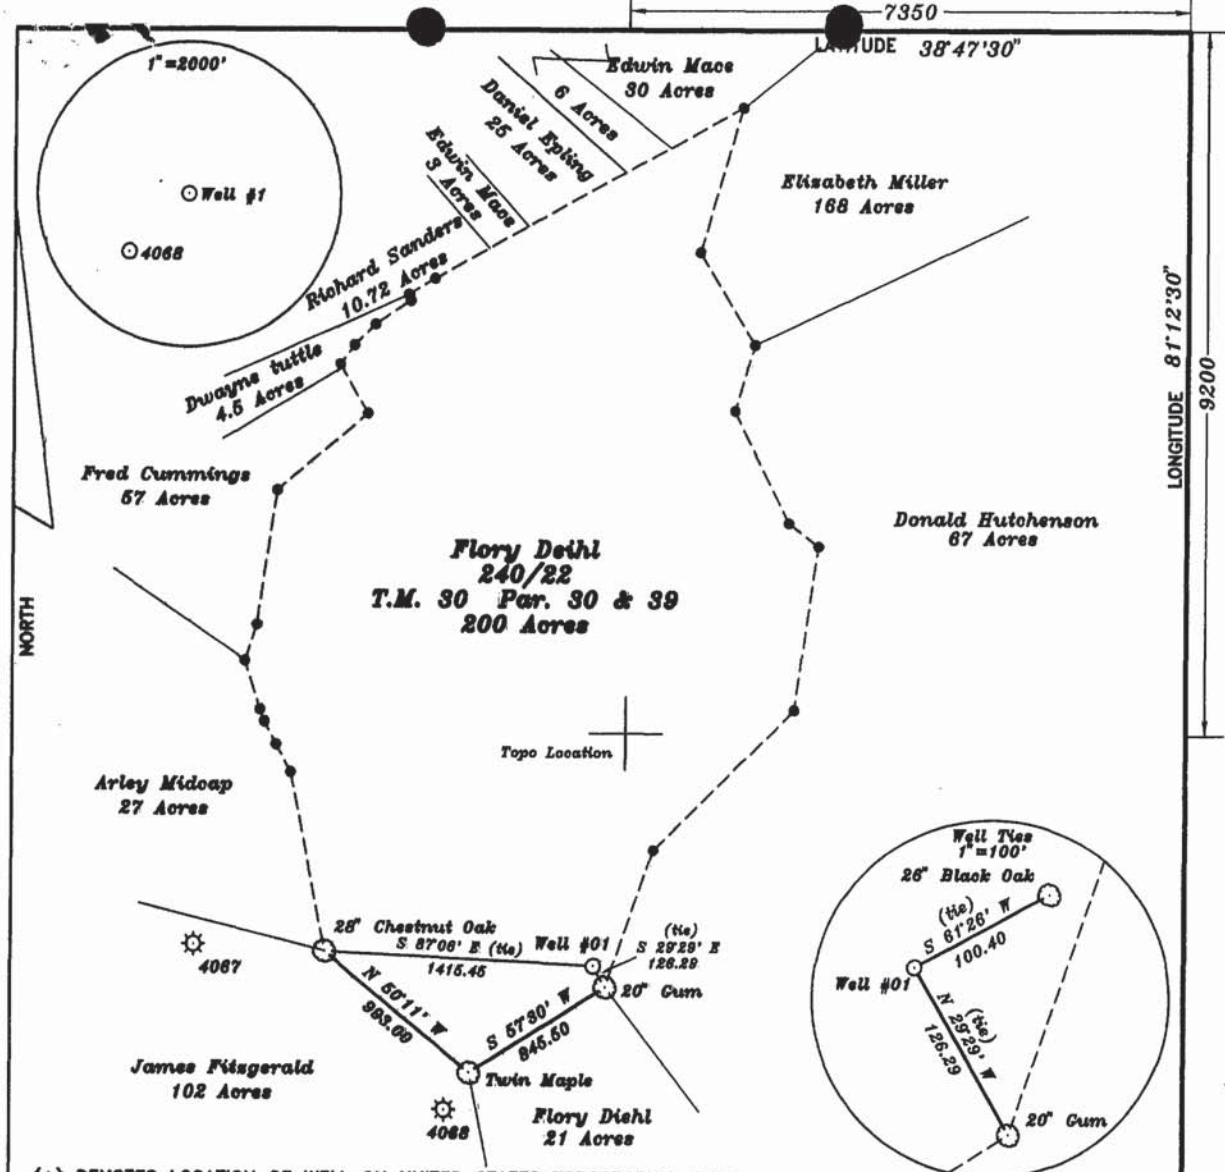 7350
LATITUDE 38°47'30"
1"=2000'
Well #1
4068
Edwin Mace
30 Acres
6 Acres
Daniel Epling
25 Acres
Edwin Mace
3 Acres
Richard Sanders
10.72 Acres
Dwayne tuttle
4.5 Acres
Elizabeth Miller
168 Acres
LONGITUDE 81°12'30"
9200
Fred Cummings
57 Acres
Donald Hutchenson
67 Acres
Flory Deihl
240/22
T.M. 30 Par. 30 & 39
200 Acres
NORTH
Topo Location
Arley Midcap
27 Acres
Well Ties
1"=100'
26" Black Oak
(tie)
S 61°26' W
100.40
Well #01
(tie)
N 29°29' W
126.29
20" Gum
28" Chestnut Oak
S 87°06' E (tie)
1415.45
Well #01
(tie)
S 29°29' E
126.29
20" Gum
4067
N 50°11' W
993.00
S 57°30' W
845.50
Twin Maple
James Fitzgerald
102 Acres
4068
Flory Diehl
21 Acres